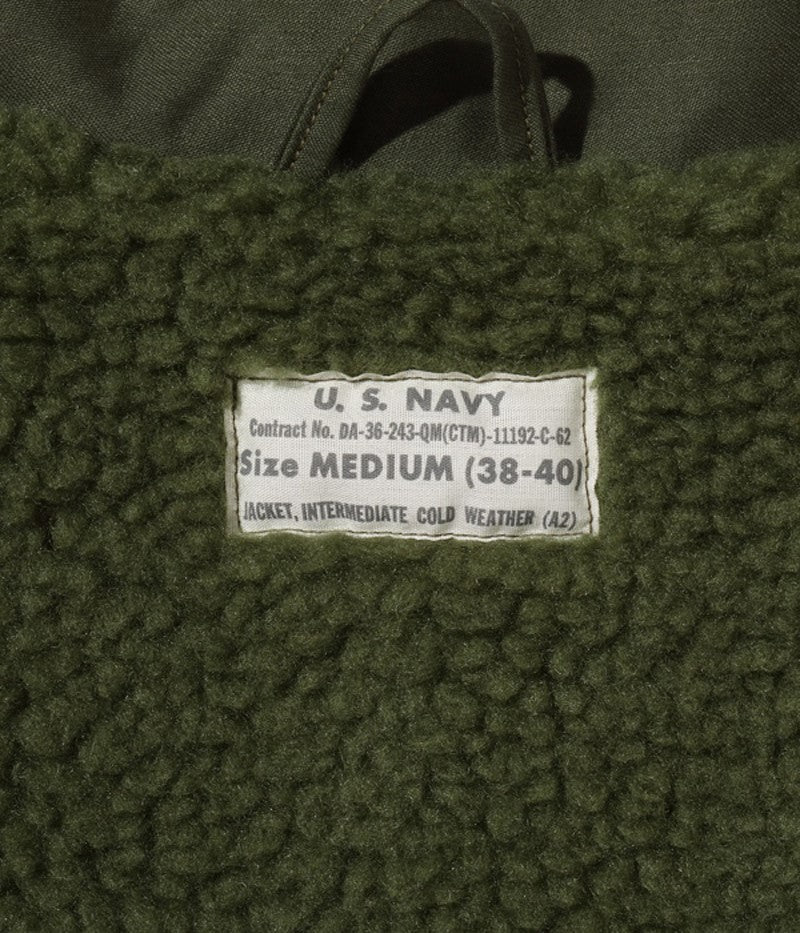 U. S. NAVY
Contract No. DA-36-243-QM(CTM)-11192-C-62
Size MEDIUM (38-40)
JACKET, INTERMEDIATE COLD WEATHER (A2)